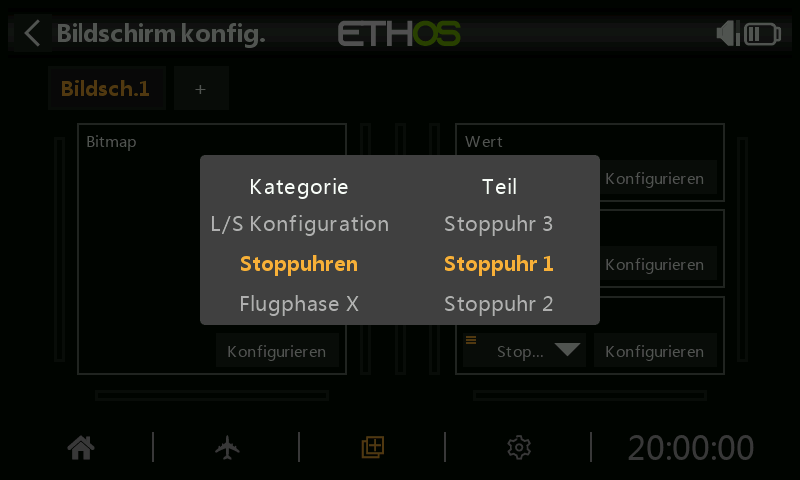 Bildschirm konfig.
ETHOS
Bildsch.1
+
Bitmap
Wert
Konfigurieren
Kategorie
Teil
L/S Konfiguration
Stoppuhr 3
Stoppuhren
Stoppuhr 1
Konfigurieren
Flugphase X
Stoppuhr 2
Konfigurieren
Stop...
Konfigurieren
20:00:00